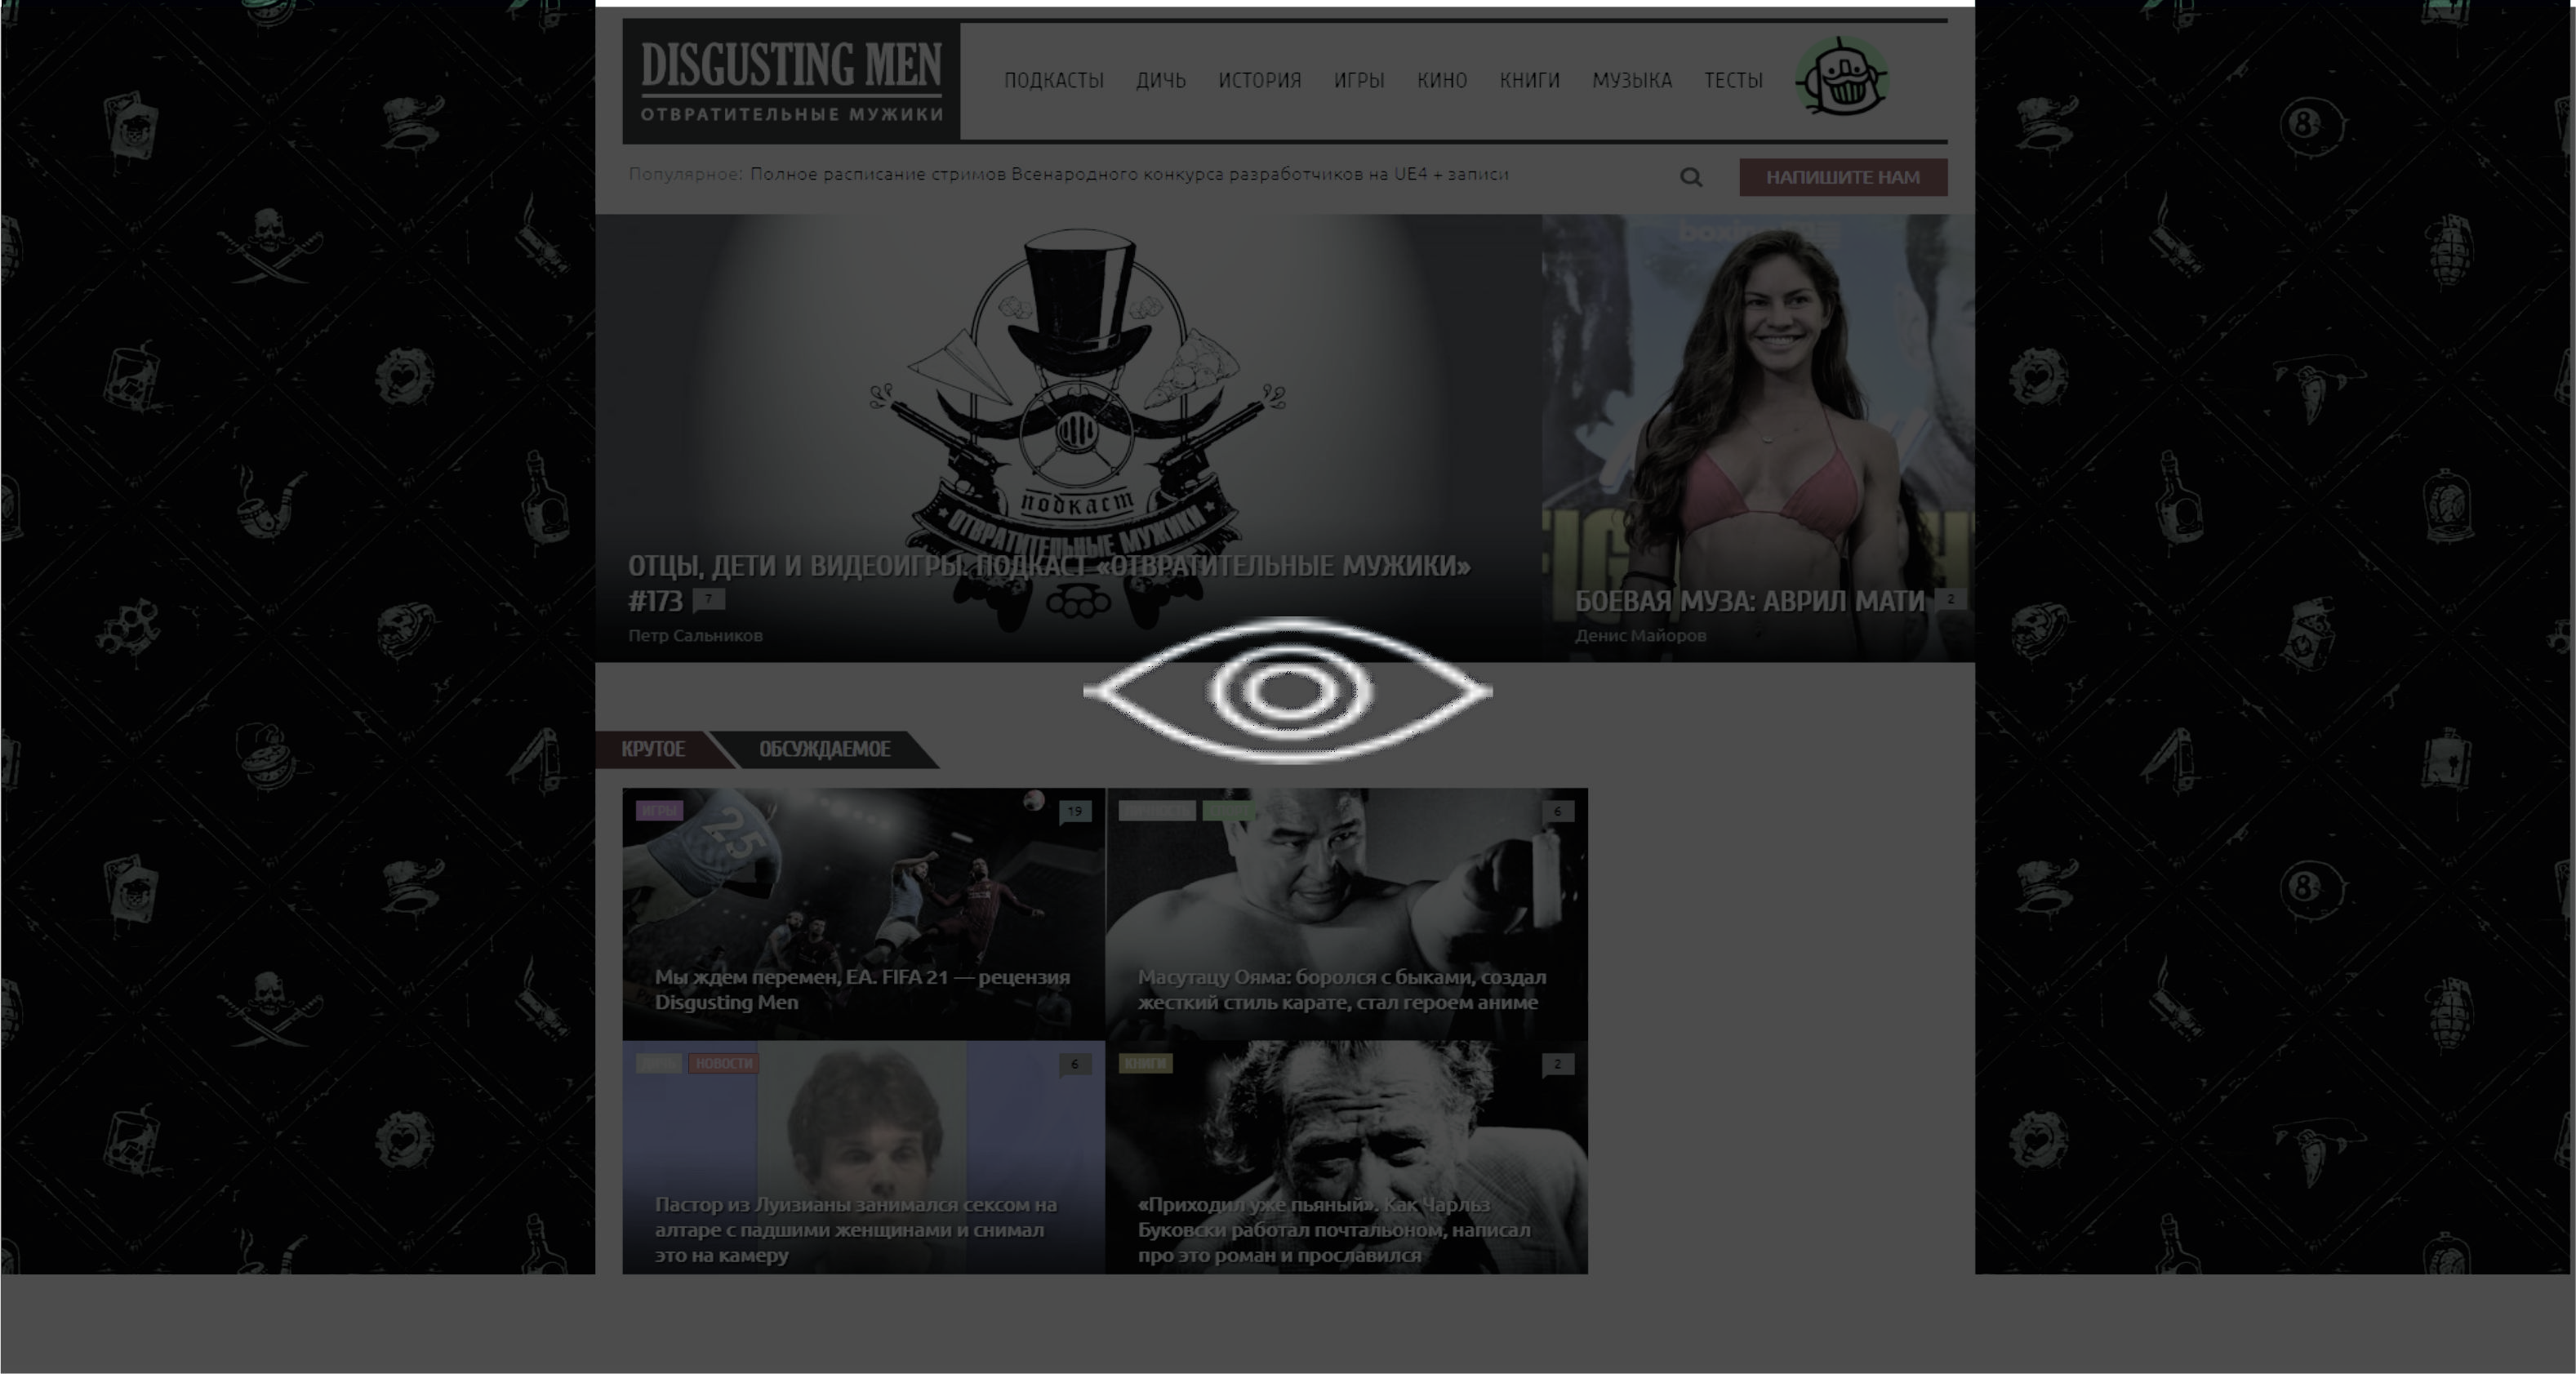 DISGUSTING MEN
ОТВРАТИТЕЛЬНЫЕ МУЖИКИ
ПОДКАСТЫ ДИЧЬ ИСТОРИЯ ИГРЫ КИНО КНИГИ МУЗЫКА ТЕСТЫ
Популярное: Полное расписание стримов Всенародного конкурса разработчиков на UE4 + записи
НАПИШИТЕ НАМ
8
подкаст
ОТВРАТИТЕЛЬНЫЕ МУЖИКИ
ОТЦЫ, ДЕТИ И ВИДЕОИГРЫ. ПОДКАСТ «ОТВРАТИТЕЛЬНЫЕ МУЖИКИ»
#173 7
Петр Сальников
БОЕВАЯ МУЗА: АВРИЛ МАТИ 2
Денис Майоров
КРУТОЕ ОБСУЖДАЕМОЕ
ИГРЫ
19
25
Мы ждем перемен, EA. FIFA 21 — рецензия
Disgusting Men
6
Масутацу Ояма: боролся с быками, создал
жесткий стиль карате, стал героем аниме
8
НОВОСТИ
6
Пастор из Луизианы занимался сексом на
алтаре с падшими женщинами и снимал
это на камеру
КНИГИ
2
«Приходил уже пьяный». Как Чарльз
Буковски работал почтальоном, написал
про это роман и прославился